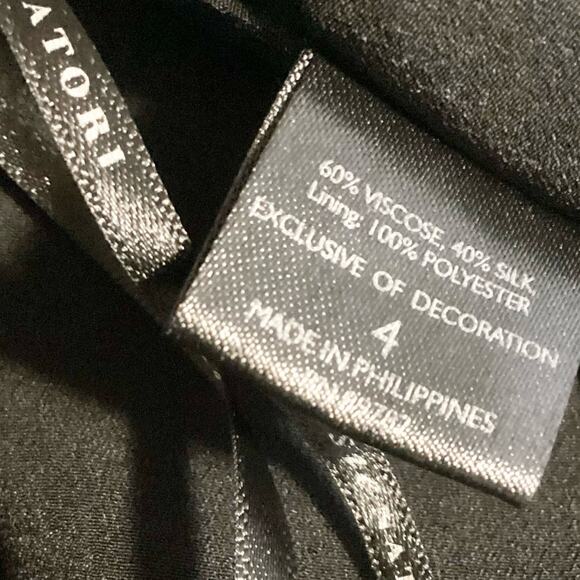 ATORI
60% VISCOSE, 40% SILK,
Lining: 100% POLYESTER
EXCLUSIVE OF DECORATION
4
MADE IN PHILIPPINES